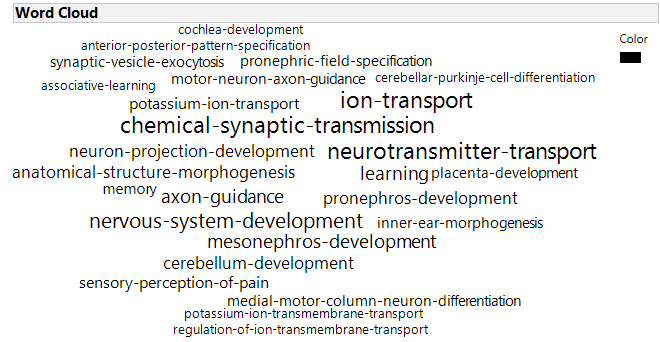 Word Cloud
cochlea-development
Color
anterior-posterior-pattern-specification
synaptic-vesicle-exocytosis pronephric-field-specification
motor-neuron-axon-guidance cerebellar-purkinje-cell-differentiation
associative-learning
potassium-ion-transport ion-transport
chemical-synaptic-transmission
neuron-projection-development neurotransmitter-transport
anatomical-structure-morphogenesis learning placenta-development
memory axon-guidance pronephros-development
nervous-system-development inner-ear-morphogenesis
mesonephros-development
cerebellum-development
sensory-perception-of-pain
medial-motor-column-neuron-differentiation
potassium-ion-transmembrane-transport
regulation-of-ion-transmembrane-transport